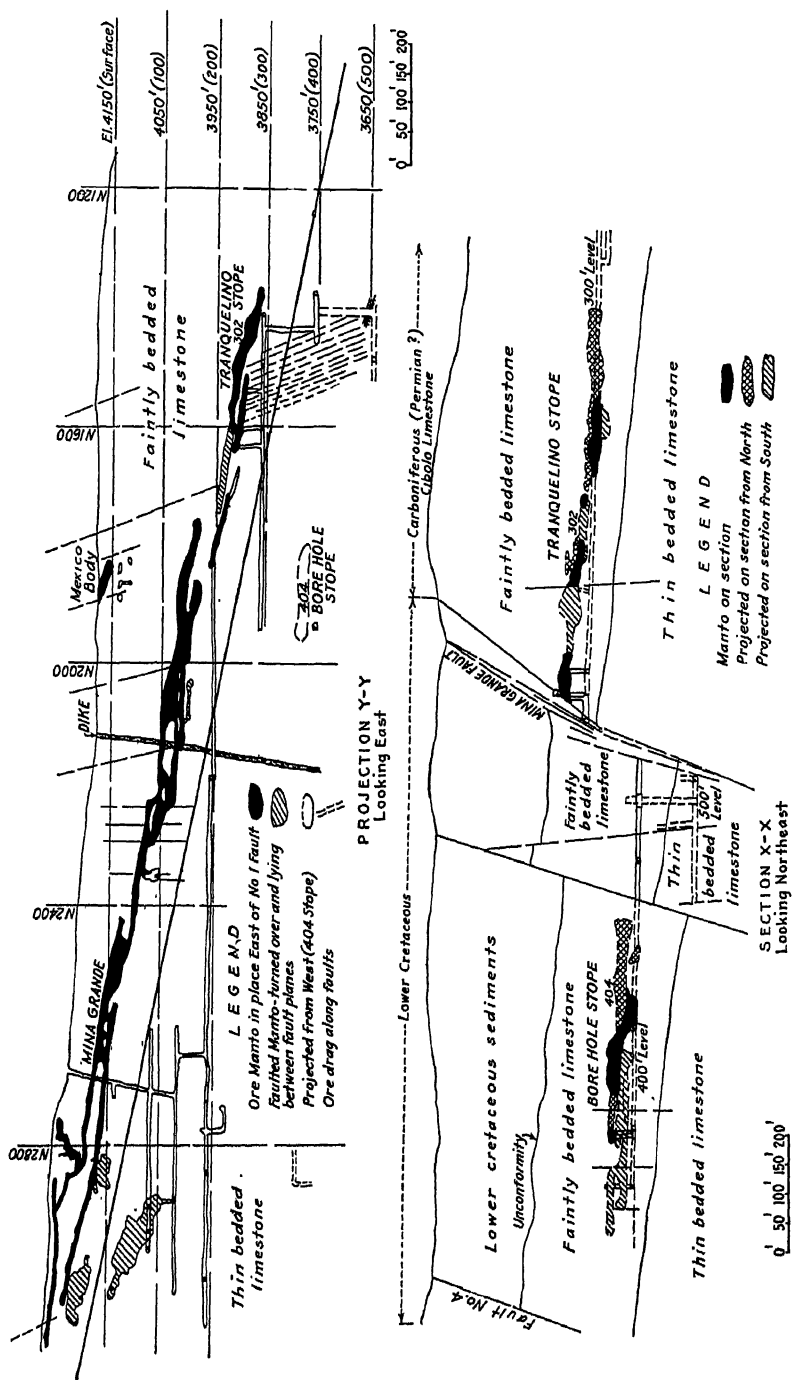 El. 4150' (Surface)
4050' (100)
3950' (200)
3850' (300)
3750' (400)
3650 (500)
0' 50' 100' 150' 200'
N2800
N2400
N2000
N1600
N1200
MINA GRANDE
DIKE
Mexico
Body
Faintly bedded
limestone
TRANQUELINO
302 STOPE
404
BORE HOLE
STOPE
Thin bedded
limestone
LEGEND
Ore Manto in place East of No 1 Fault
Faulted Manto-turned over and lying
between fault planes
Projected from West (404 Stope)
Ore drag along faults
PROJECTION Y-Y
Looking East
Lower Cretaceous
Carboniferous (Permian ?)
Cibolo Limestone
Fault No.4
Lower cretaceous sediments
Unconformity
Faintly bedded limestone
BORE HOLE STOPE
404
400' Level
Thin bedded limestone
MINA GRANDE FAULT
Faintly
bedded
limestone
Thin
bedded
limestone
500'
Level
Faintly bedded limestone
TRANQUELINO STOPE
302
300' Level
Thin bedded limestone
LEGEND
Manto on section
Projected on section from North
Projected on section from South
0' 50' 100' 150' 200'
SECTION X-X
Looking Northeast